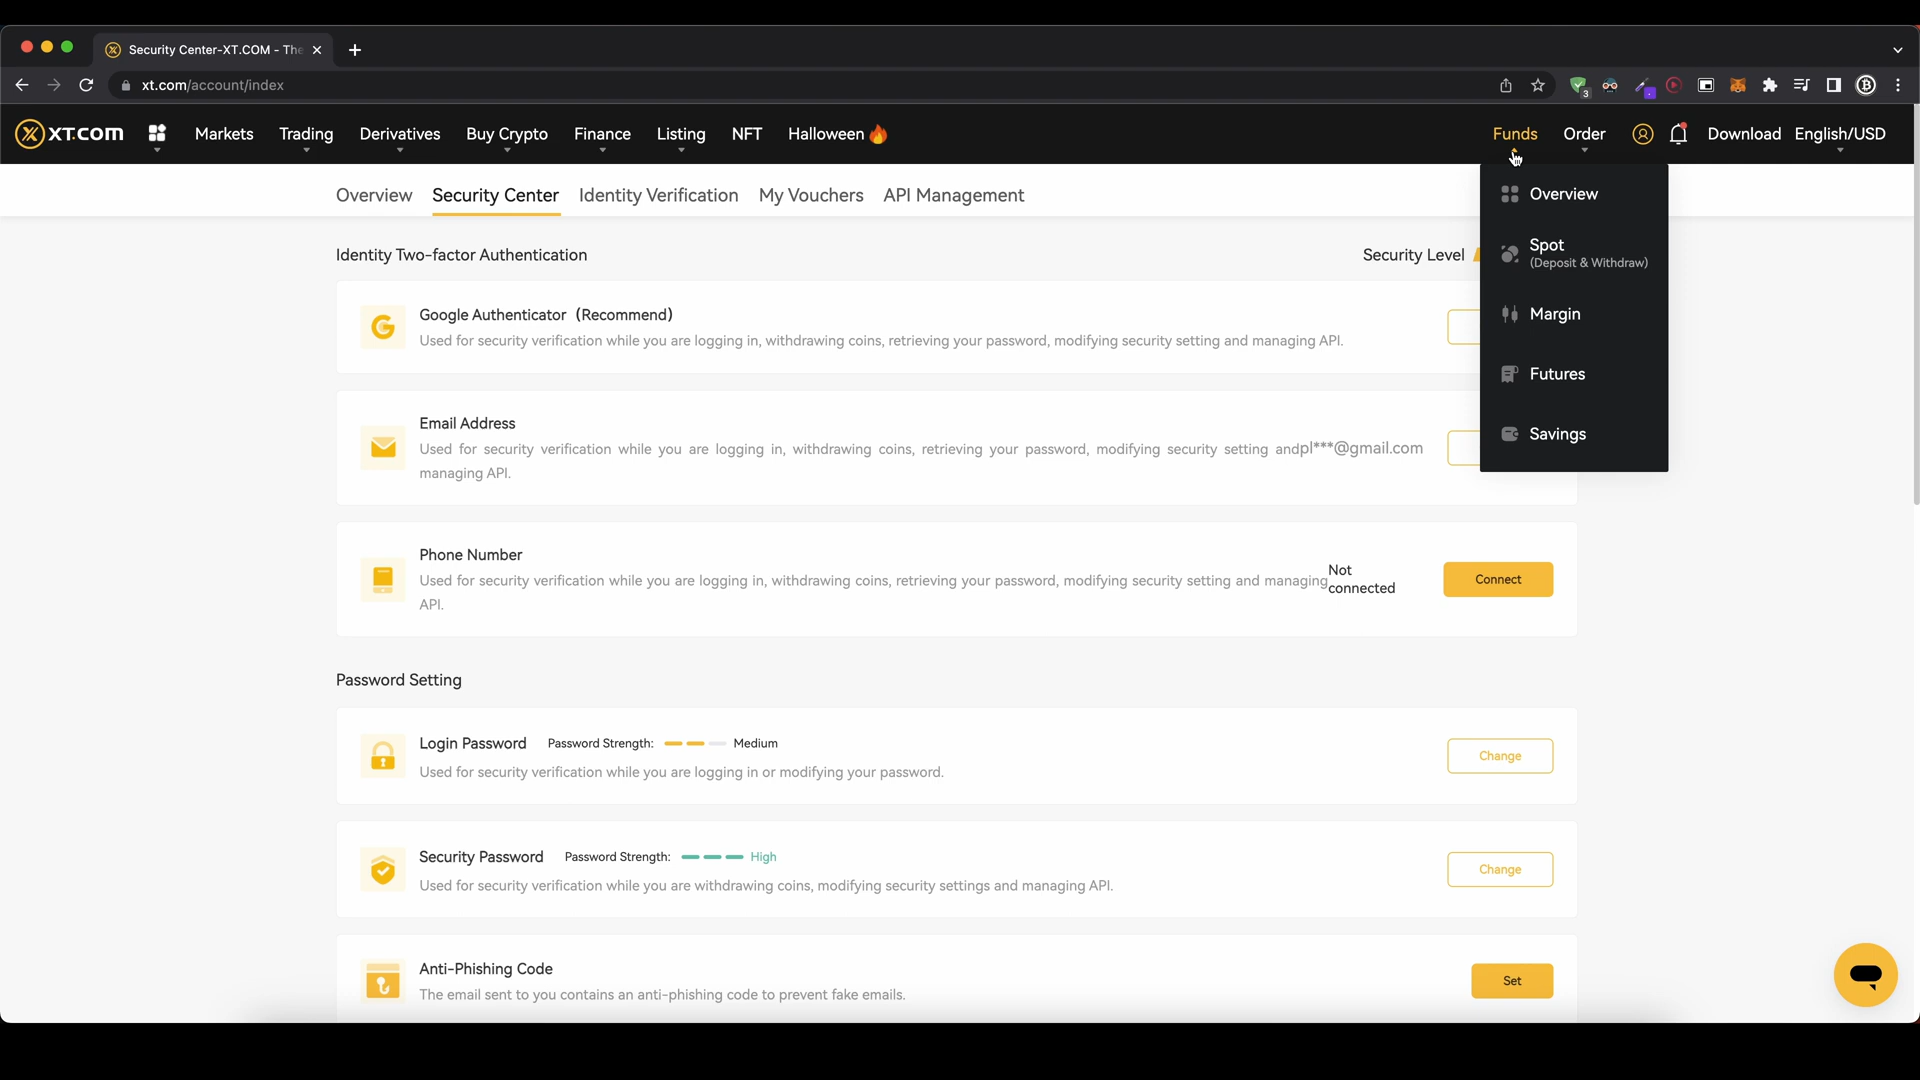 Security Center-XT.COM - The
xt.com/account/index
3
XT.COM
Markets
Trading
Derivatives
Buy Crypto
Finance
Listing
NFT
Halloween
Funds
Order
Download
English/USD
Overview
Security Center
Identity Verification
My Vouchers
API Management
Overview
Spot
(Deposit & Withdraw)
Margin
Futures
Savings
Identity Two-factor Authentication
Security Level
Google Authenticator (Recommend)
Used for security verification while you are logging in, withdrawing coins, retrieving your password, modifying security setting and managing API.
Email Address
Used for security verification while you are logging in, withdrawing coins, retrieving your password, modifying security setting and
managing API.
pl***@gmail.com
Phone Number
Used for security verification while you are logging in, withdrawing coins, retrieving your password, modifying security setting and managing
API.
Not
connected
Connect
Password Setting
Login Password
Password Strength:
Medium
Used for security verification while you are logging in or modifying your password.
Change
Security Password
Password Strength:
High
Used for security verification while you are withdrawing coins, modifying security settings and managing API.
Change
Anti-Phishing Code
The email sent to you contains an anti-phishing code to prevent fake emails.
Set